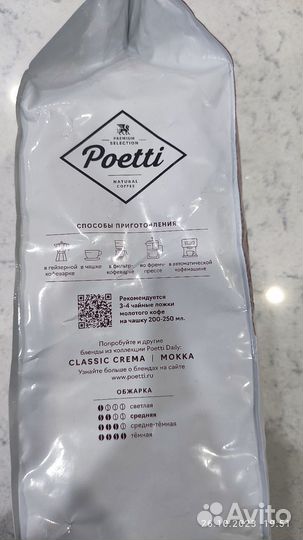 PREMIUM
SELECTION
Poetti
NATURAL
COFFEE
СПОСОБЫ ПРИГОТОВЛЕНИЯ
в гейзерной
кофеварке
в чашке
в фильтр-
кофеварке
во френч-
прессе
в автоматической
кофемашине
Рекомендуется
3-4 чайные ложки
молотого кофе
на чашку 200-250 мл.
Попробуйте и другие
бленды из коллекции Poetti Daily:
CLASSIC CREMA | MOKKA
Узнайте больше о блендах на сайте
www.poetti.ru
ОБЖАРКА
светлая
средняя
средне-тёмная
тёмная
26.10.2023 19:51
Avito